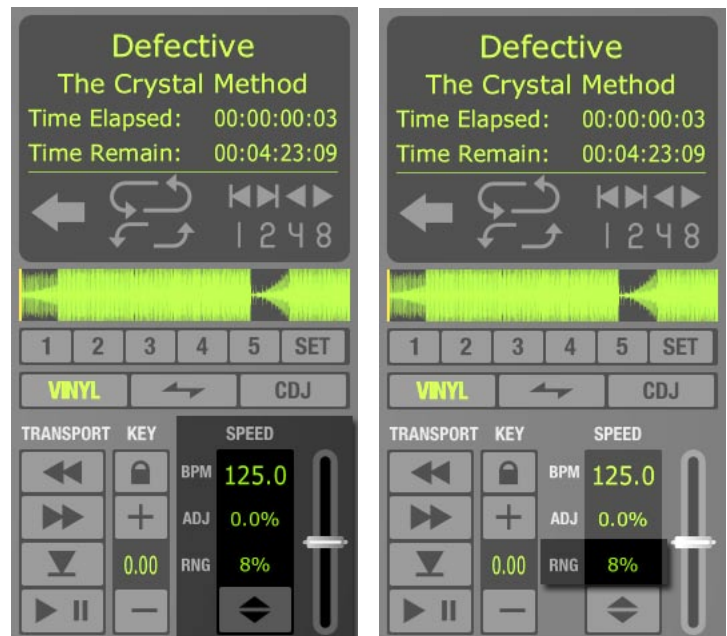 Defective
The Crystal Method
Time Elapsed: 00:00:00:03
Time Remain: 00:04:23:09
1 2 4 8
1 2 3 4 5 SET
VINYL CDJ
TRANSPORT KEY SPEED
BPM 125.0
ADJ 0.0%
0.00 RNG 8%
Defective
The Crystal Method
Time Elapsed: 00:00:00:03
Time Remain: 00:04:23:09
1 2 4 8
1 2 3 4 5 SET
VINYL CDJ
TRANSPORT KEY SPEED
BPM 125.0
ADJ 0.0%
0.00 RNG 8%